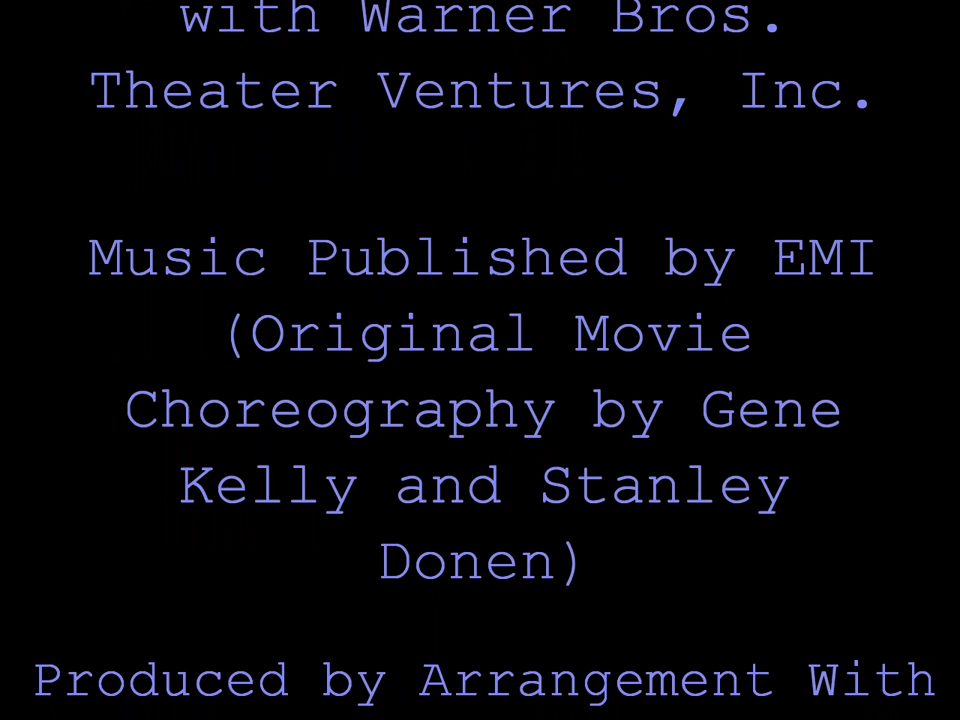 with Warner Bros.
Theater Ventures, Inc.
Music Published by EMI
(Original Movie
Choreography by Gene
Kelly and Stanley
Donen)
Produced by Arrangement With